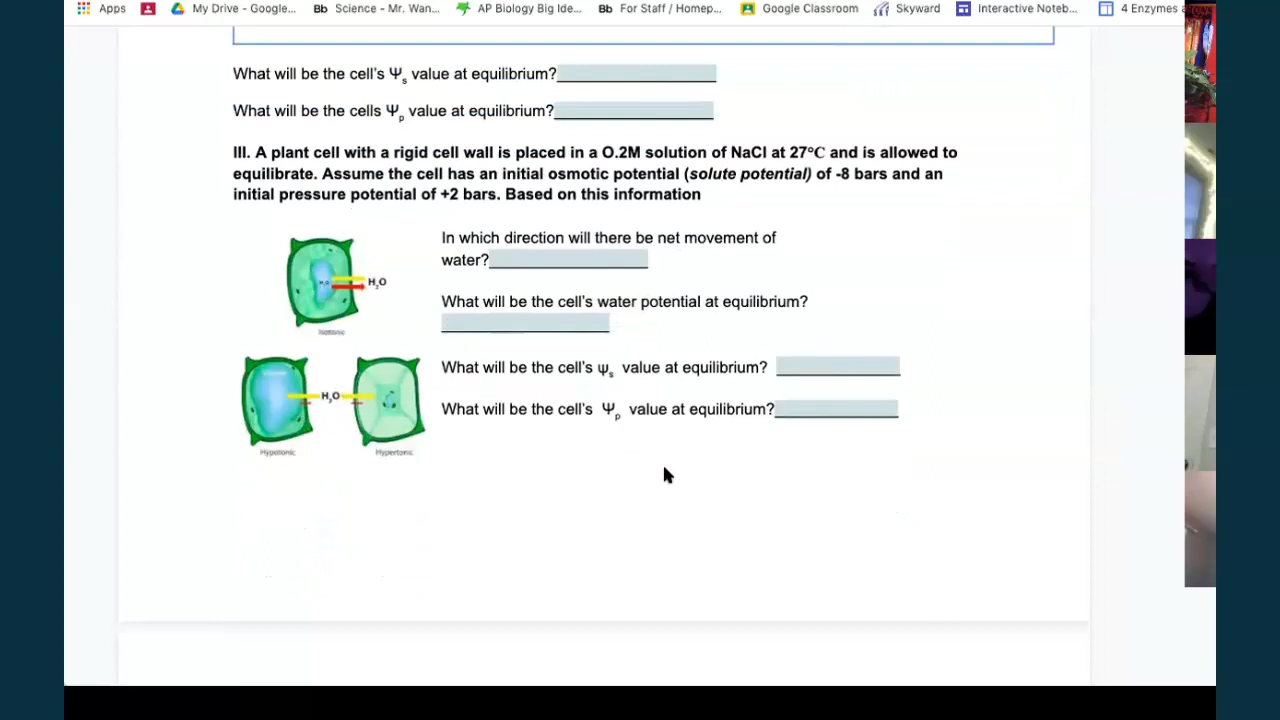 Apps My Drive - Google... Bb Science - Mr. Wan... AP Biology Big Ide... Bb For Staff / Homep... Google Classroom Skyward Interactive Noteb... 4 Enzymes
What will be the cell's Ψs value at equilibrium?
What will be the cells Ψp value at equilibrium?
III. A plant cell with a rigid cell wall is placed in a O.2M solution of NaCl at 27°C and is allowed to
equilibrate. Assume the cell has an initial osmotic potential (solute potential) of -8 bars and an
initial pressure potential of +2 bars. Based on this information
In which direction will there be net movement of
water?
H₂O
What will be the cell's water potential at equilibrium?
Isotonic
What will be the cell's ψs value at equilibrium?
H₂O
What will be the cell's Ψp value at equilibrium?
Hypotonic Hypertonic